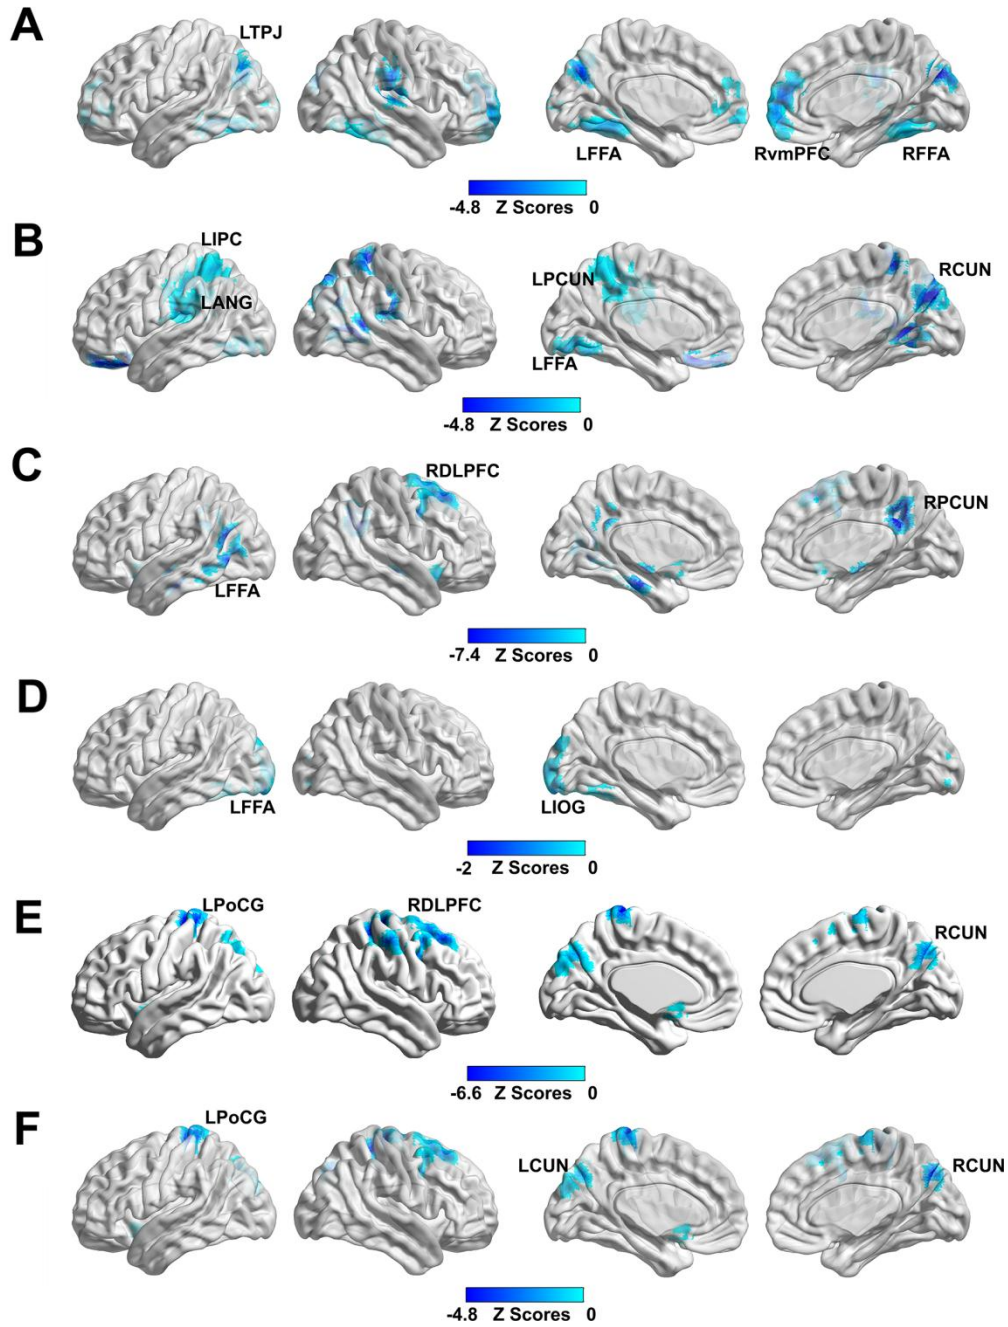 A
LTPJ
LFFA
RvmPFC
RFFA
-4.8 Z Scores 0
B
LIPC
LANG
LPCUN
RCUN
LFFA
-4.8 Z Scores 0
C
RDLPFC
RPCUN
LFFA
-7.4 Z Scores 0
D
LFFA
LIOG
-2 Z Scores 0
E
LPoCG
RDLPFC
RCUN
-6.6 Z Scores 0
F
LPoCG
LCUN
RCUN
-4.8 Z Scores 0